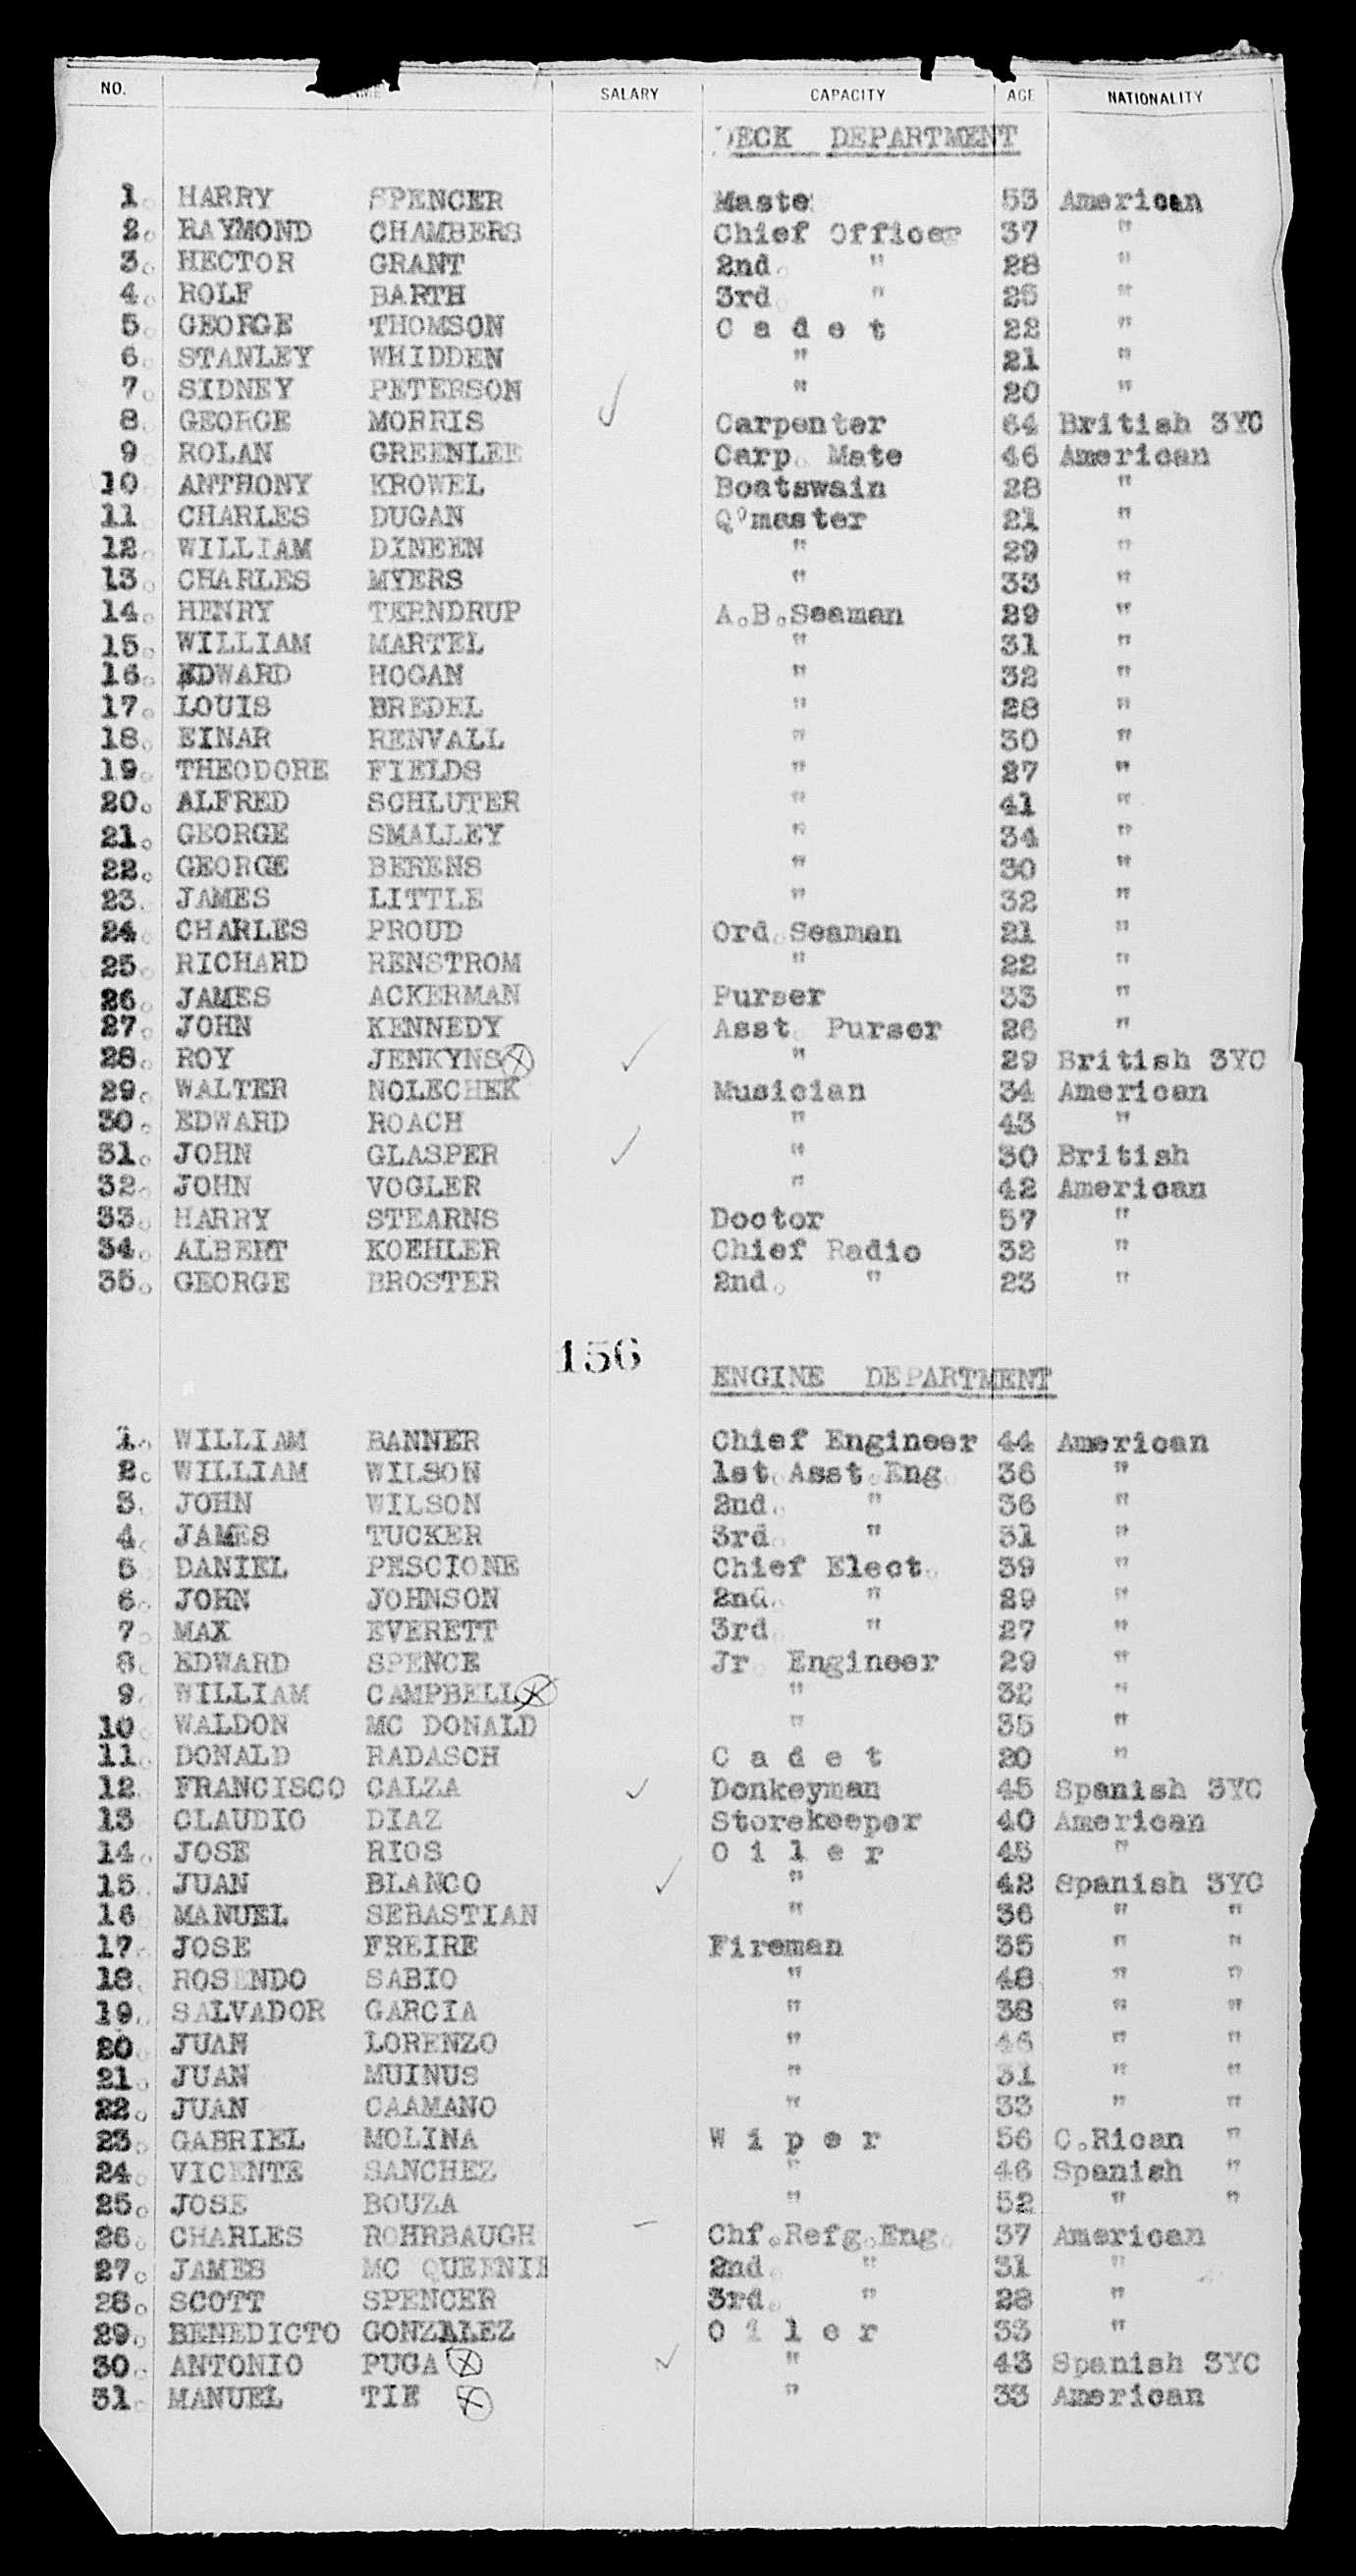 NO. SALARY CAPACITY AGE NATIONALITY
DECK DEPARTMENT
1. HARRY SPENCER Maste 53 American
2. RAYMOND CHAMBERS Chief Officer 37 "
3. HECTOR GRANT 2nd. " 28 "
4. ROLF BARTH 3rd. " 25 "
5. GEORGE THOMSON C a d e t 22 "
6. STANLEY WHIDDEN " 21 "
7. SIDNEY PETERSON " 20 "
8. GEORGE MORRIS ✓ Carpenter 64 British 3YC
9. ROLAN GREENLEE Carp. Mate 46 American
10. ANTHONY KROWEL Boatswain 28 "
11. CHARLES DUGAN Q'master 21 "
12. WILLIAM DINEEN " 29 "
13. CHARLES MYERS " 33 "
14. HENRY TERNDRUP A.B.Seaman 29 "
15. WILLIAM MARTEL " 31 "
16. EDWARD HOGAN " 32 "
17. LOUIS BREDEL " 28 "
18. EINAR RENVALL " 30 "
19. THEODORE FIELDS " 27 "
20. ALFRED SCHLUTER " 41 "
21. GEORGE SMALLEY " 34 "
22. GEORGE BERENS " 30 "
23. JAMES LITTLE " 32 "
24. CHARLES PROUD Ord.Seaman 21 "
25. RICHARD RENSTROM " 22 "
26. JAMES ACKERMAN Purser 33 "
27. JOHN KENNEDY Asst. Purser 26 "
28. ROY JENKYNS ⊗ ✓ " 29 British 3YC
29. WALTER NOLECHEK Musician 34 American
30. EDWARD ROACH " 43 "
31. JOHN GLASPER ✓ " 30 British
32. JOHN VOGLER " 42 American
33. HARRY STEARNS Doctor 57 "
34. ALBERT KOEHLER Chief Radio 32 "
35. GEORGE BROSTER 2nd. " 23 "
156
ENGINE DEPARTMENT
1. WILLIAM BANNER Chief Engineer 44 American
2. WILLIAM WILSON 1st.Asst.Eng. 36 "
3. JOHN WILSON 2nd. " 36 "
4. JAMES TUCKER 3rd. " 31 "
5. DANIEL PESCIONE Chief Elect. 39 "
6. JOHN JOHNSON 2nd. " 29 "
7. MAX EVERETT 3rd. " 27 "
8. EDWARD SPENCE Jr. Engineer 29 "
9. WILLIAM CAMPBELL ⊗ " 32 "
10. WALDON MC DONALD " 35 "
11. DONALD RADASCH C a d e t 20 "
12. FRANCISCO CALZA ✓ Donkeyman 45 Spanish 3YC
13 CLAUDIO DIAZ Storekeeper 40 American
14. JOSE RIOS O i l e r 45 "
15. JUAN BLANCO ✓ " 42 Spanish 3YC
16 MANUEL SEBASTIAN " 36 " "
17. JOSE FREIRE Fireman 35 " "
18. ROSENDO SABIO " 48 " "
19. SALVADOR GARCIA " 38 " "
20. JUAN LORENZO " 46 " "
21. JUAN MUINUS " 31 " "
22. JUAN CAAMANO " 33 " "
23. GABRIEL MOLINA W i p e r 56 C.Rican "
24. VICENTE SANCHEZ " 46 Spanish "
25. JOSE BOUZA " 52 " "
26. CHARLES ROHRBAUGH Chf.Refg.Eng. 37 American
27. JAMES MC QUEENIE 2nd. " 31 "
28. SCOTT SPENCER 3rd. " 28 "
29. BENEDICTO GONZALEZ O i l e r 33 "
30. ANTONIO PUGA ⊗ ✓ " 43 Spanish 3YC
31. MANUEL TIE ⊗ " 33 American